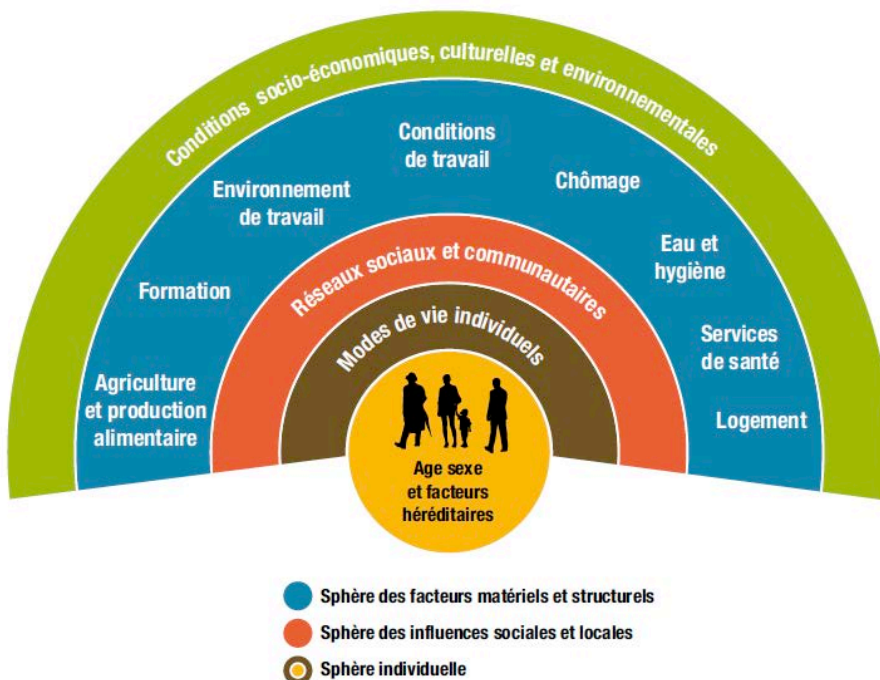 Conditions socio-économiques, culturelles et environnementales
Conditions
de travail
Environnement
de travail
Chômage
Formation
Eau et
hygiène
Agriculture
et production
alimentaire
Services
de santé
Logement
Réseaux sociaux et communautaires
Modes de vie individuels
Age sexe
et facteurs
héréditaires
Sphère des facteurs matériels et structurels
Sphère des influences sociales et locales
Sphère individuelle